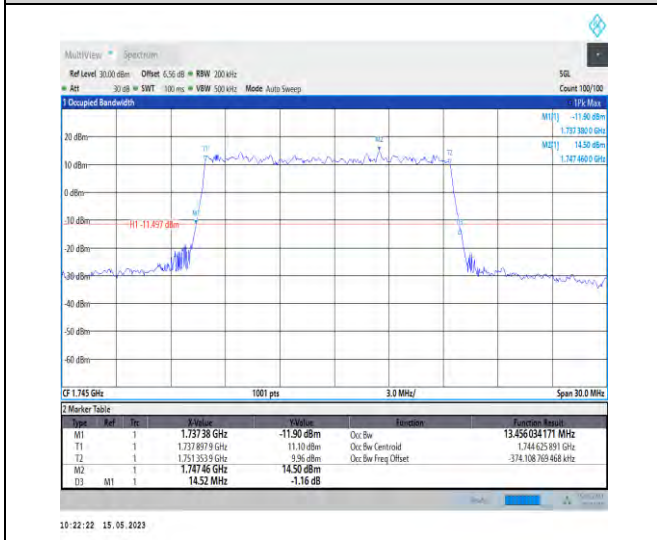 MultiView Spectrum
Ref Level 30.00 dBm Offset 6.56 dB RBW 200 kHz SGL
Att 30 dB SWT 100 ms VBW 500 kHz Mode Auto Sweep Count 100/100
1 Occupied Bandwidth 1Pk Max
M1[1] -11.90 dBm
1.737 380 0 GHz
M2[1] 14.50 dBm
1.747 460 0 GHz
20 dBm
10 dBm
0 dBm
-10 dBm
-20 dBm
-30 dBm
-40 dBm
-50 dBm
-60 dBm
T1
M2
T2
M1
H1 -11.497 dBm
CF 1.745 GHz 1001 pts 3.0 MHz/ Span 30.0 MHz
2 Marker Table
Type Ref Trc X-Value Y-Value Function Function Result
M1 1 1.737 38 GHz -11.90 dBm Occ Bw 13.456 034 171 MHz
T1 1 1.737 897 9 GHz 11.10 dBm Occ Bw Centroid 1.744 625 891 GHz
T2 1 1.751 353 9 GHz 9.96 dBm Occ Bw Freq Offset -374.108 769 468 kHz
M2 1 1.747 46 GHz 14.50 dBm
D3 M1 1 14.52 MHz -1.16 dB
10:22:22 15.05.2023